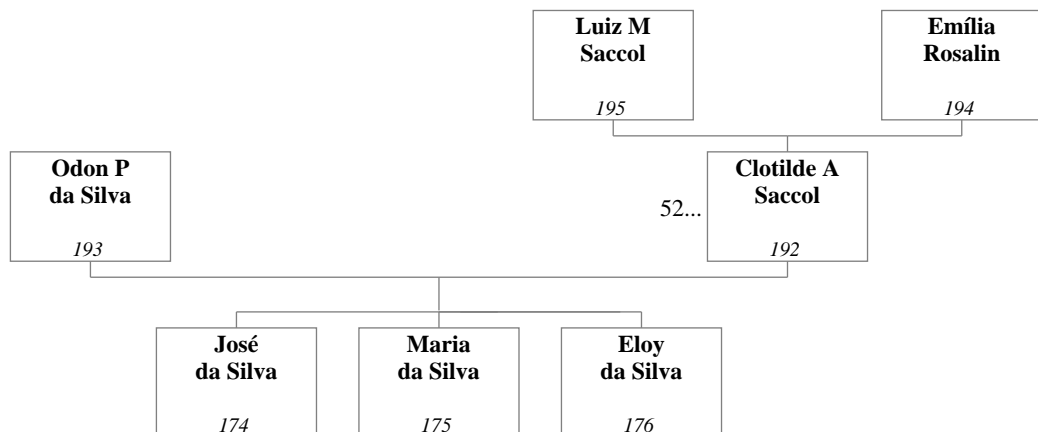 Luiz M
Saccol
195
Emília
Rosalin
194
Odon P
da Silva
193
52...
Clotilde A
Saccol
192
José
da Silva
174
Maria
da Silva
175
Eloy
da Silva
176